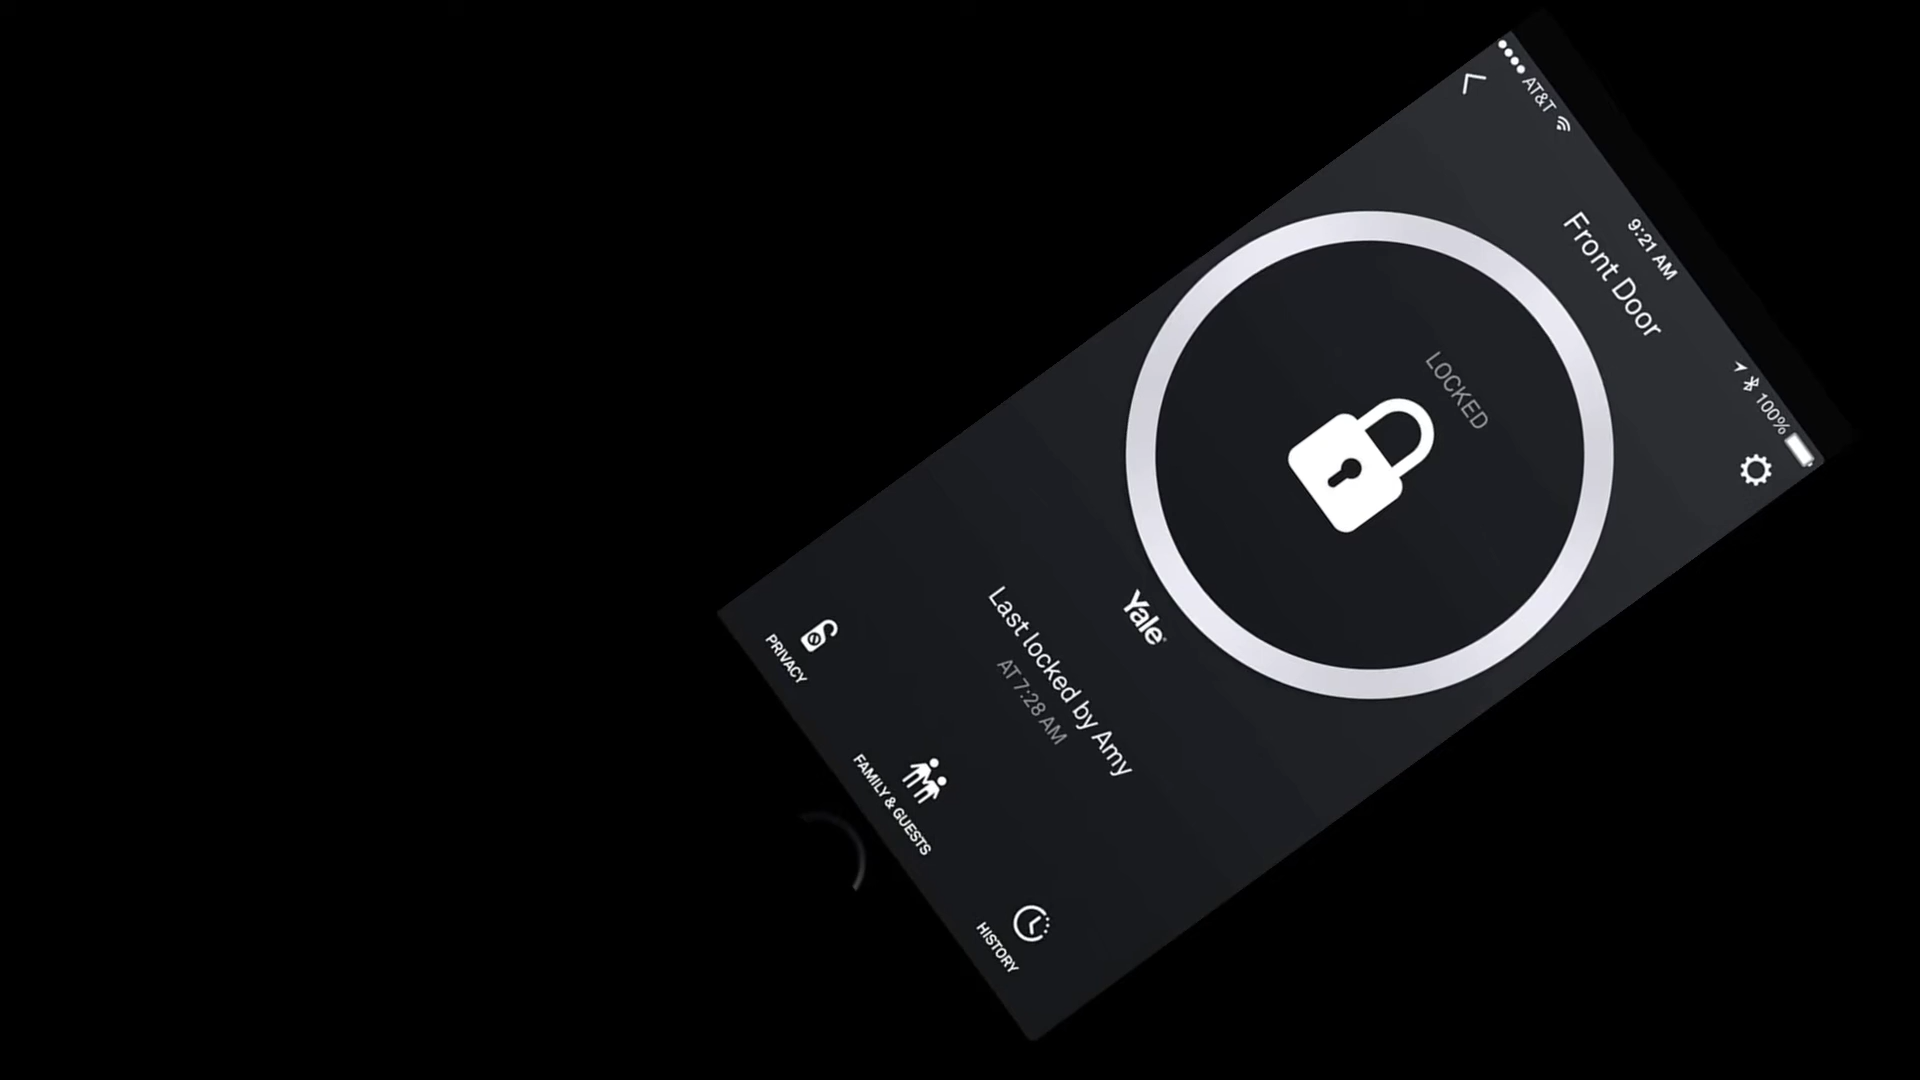 AT&T
9:21 AM
100%
Front Door
LOCKED
Yale
Last locked by Amy
AT 7:28 AM
PRIVACY
FAMILY & GUESTS
HISTORY